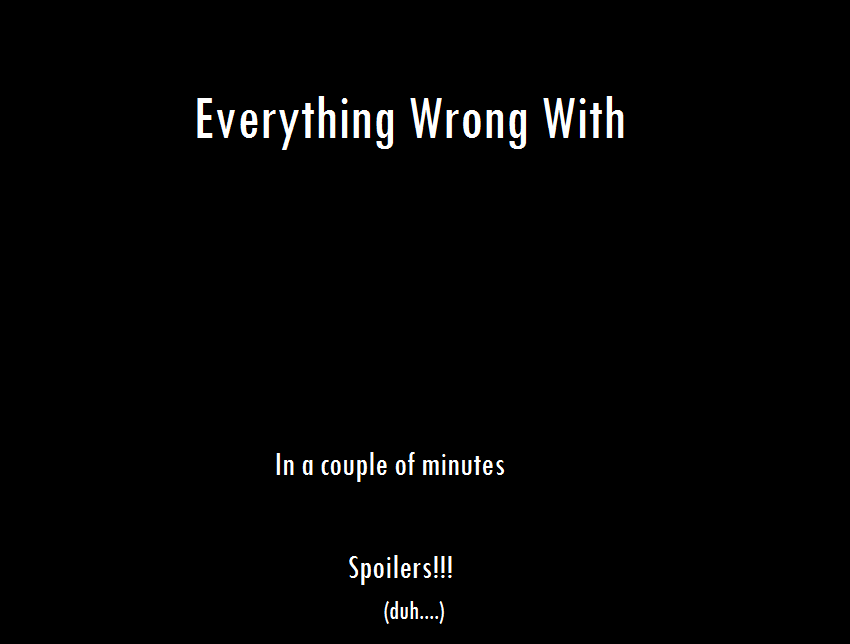 Everything Wrong With
In a couple of minutes
Spoilers!!!
(duh....)